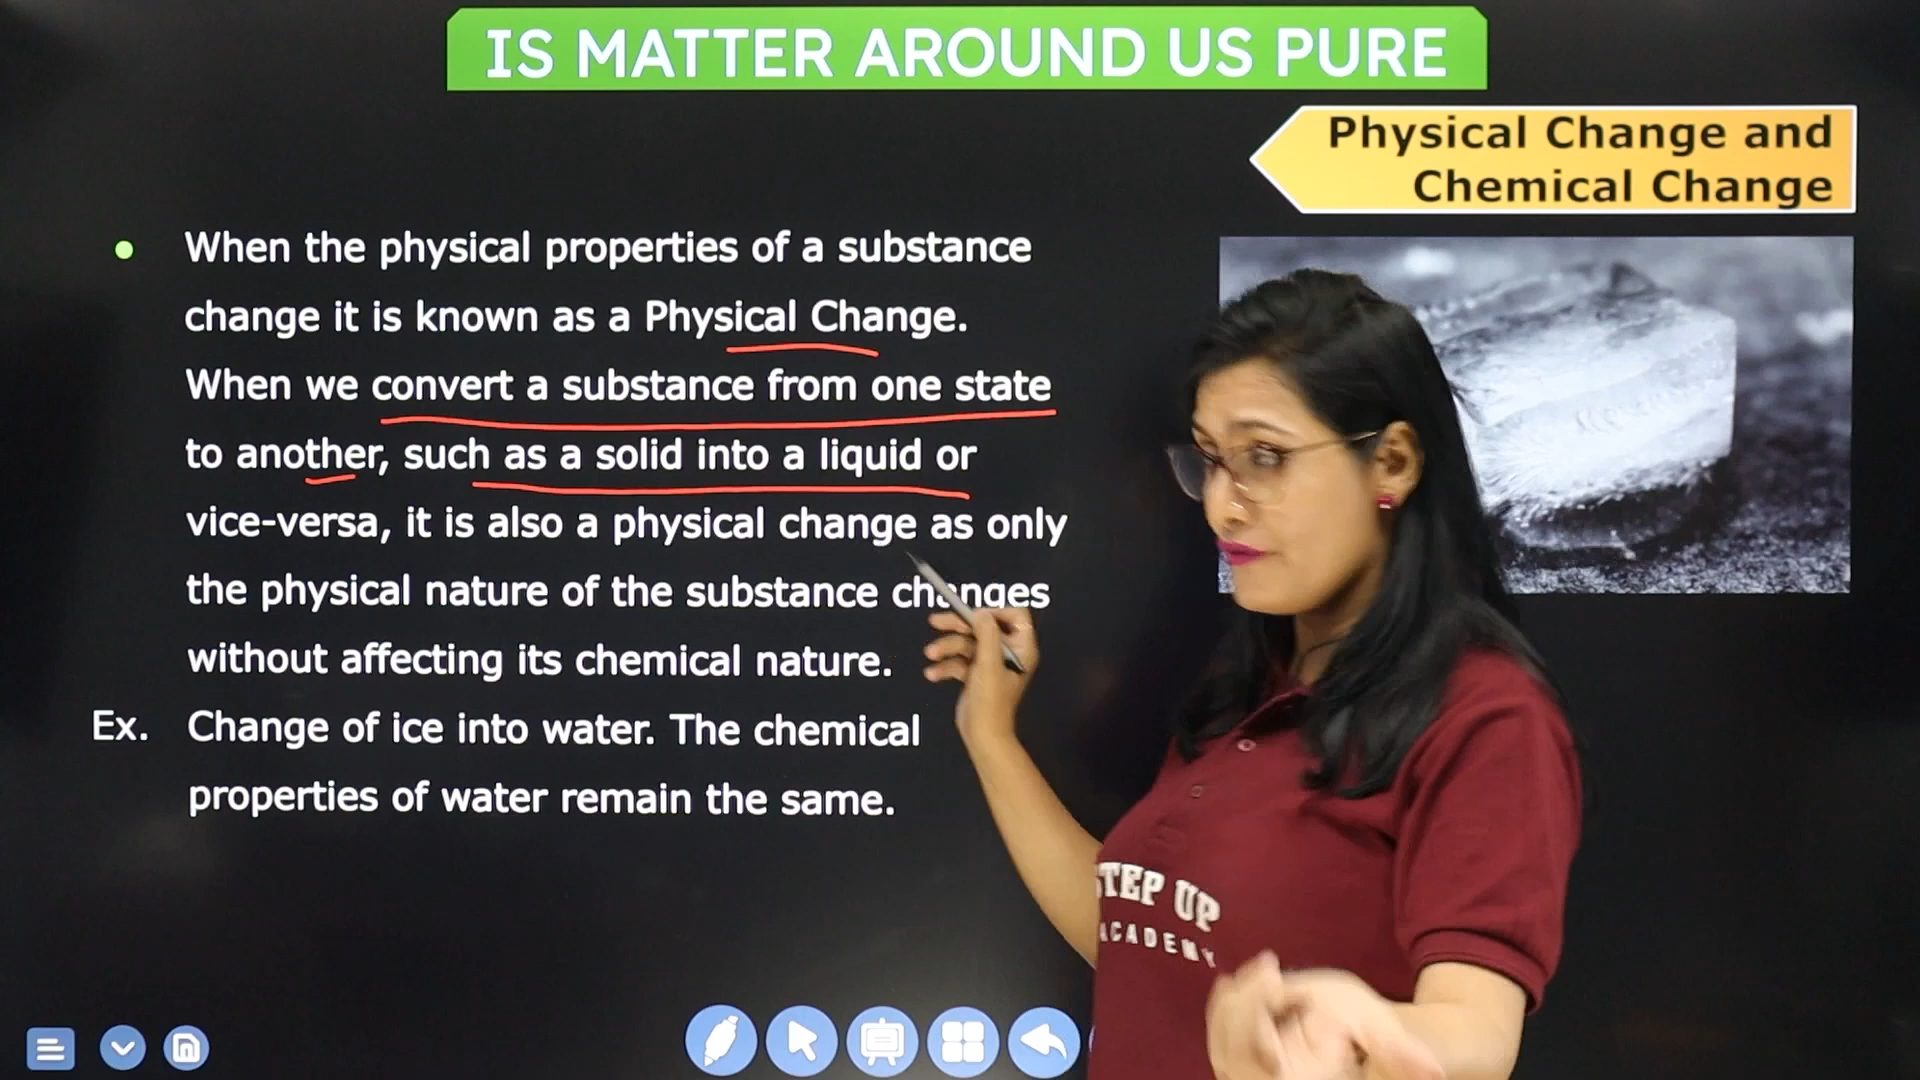 IS MATTER AROUND US PURE
Physical Change and
Chemical Change
When the physical properties of a substance
change it is known as a Physical Change.
When we convert a substance from one state
to another, such as a solid into a liquid or
vice-versa, it is also a physical change as only
the physical nature of the substance changes
without affecting its chemical nature.
Ex. Change of ice into water. The chemical
properties of water remain the same.
STEP UP
ACADEMY